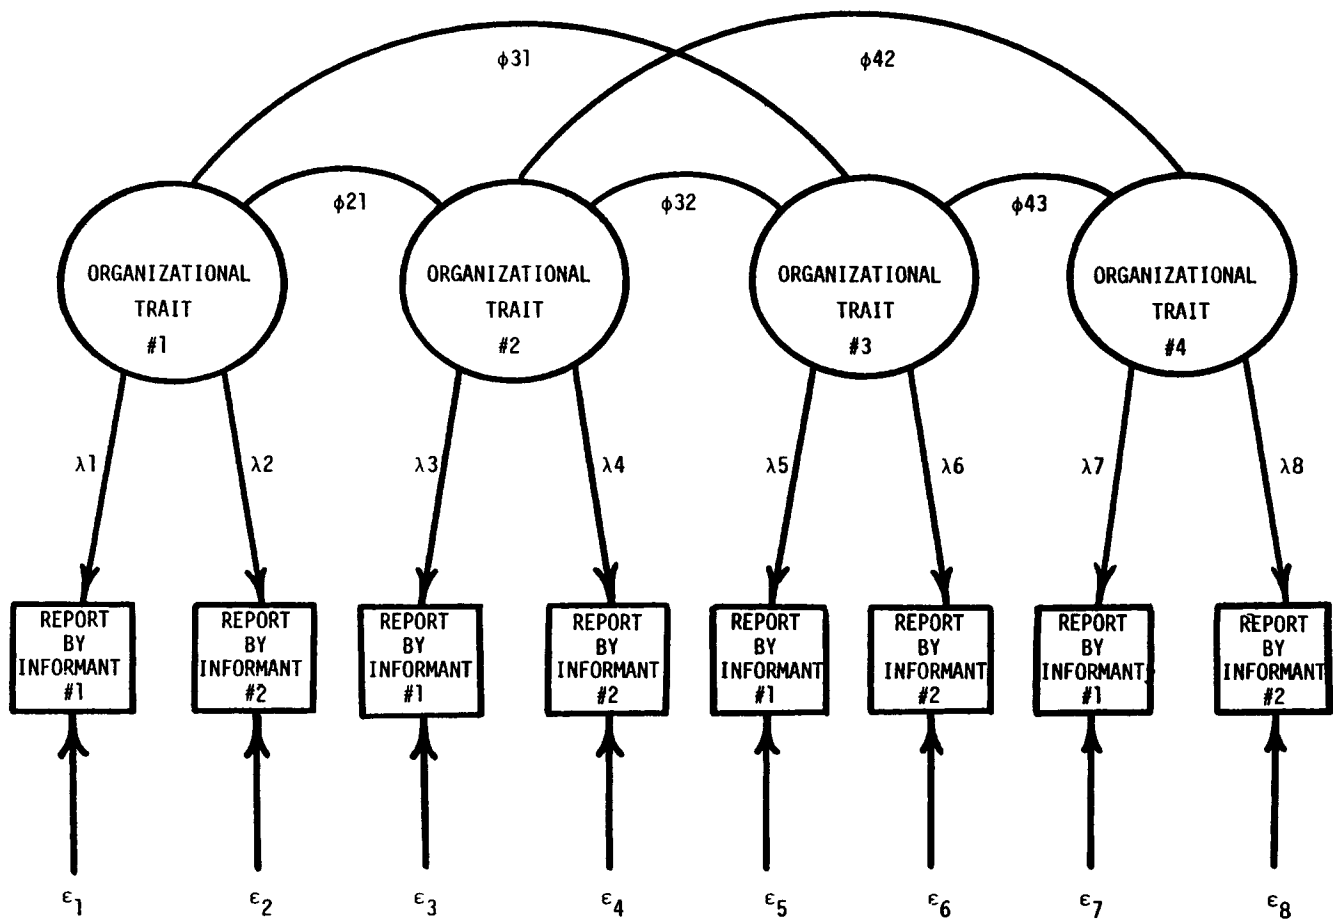 ϕ31
ϕ42
ϕ21
ϕ32
ϕ43
ORGANIZATIONAL
TRAIT
#1
ORGANIZATIONAL
TRAIT
#2
ORGANIZATIONAL
TRAIT
#3
ORGANIZATIONAL
TRAIT
#4
λ1
λ2
λ3
λ4
λ5
λ6
λ7
λ8
REPORT
BY
INFORMANT
#1
REPORT
BY
INFORMANT
#2
REPORT
BY
INFORMANT
#1
REPORT
BY
INFORMANT
#2
REPORT
BY
INFORMANT
#1
REPORT
BY
INFORMANT
#2
REPORT
BY
INFORMANT
#1
REPORT
BY
INFORMANT
#2
ε1
ε2
ε3
ε4
ε5
ε6
ε7
ε8